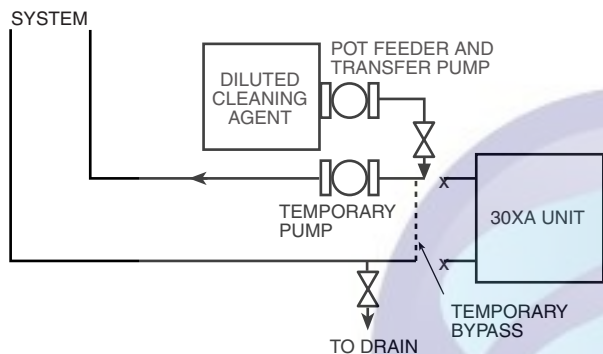 SYSTEM
POT FEEDER AND
TRANSFER PUMP
DILUTED
CLEANING
AGENT
x
30XA UNIT
TEMPORARY
PUMP
x
TEMPORARY
BYPASS
TO DRAIN